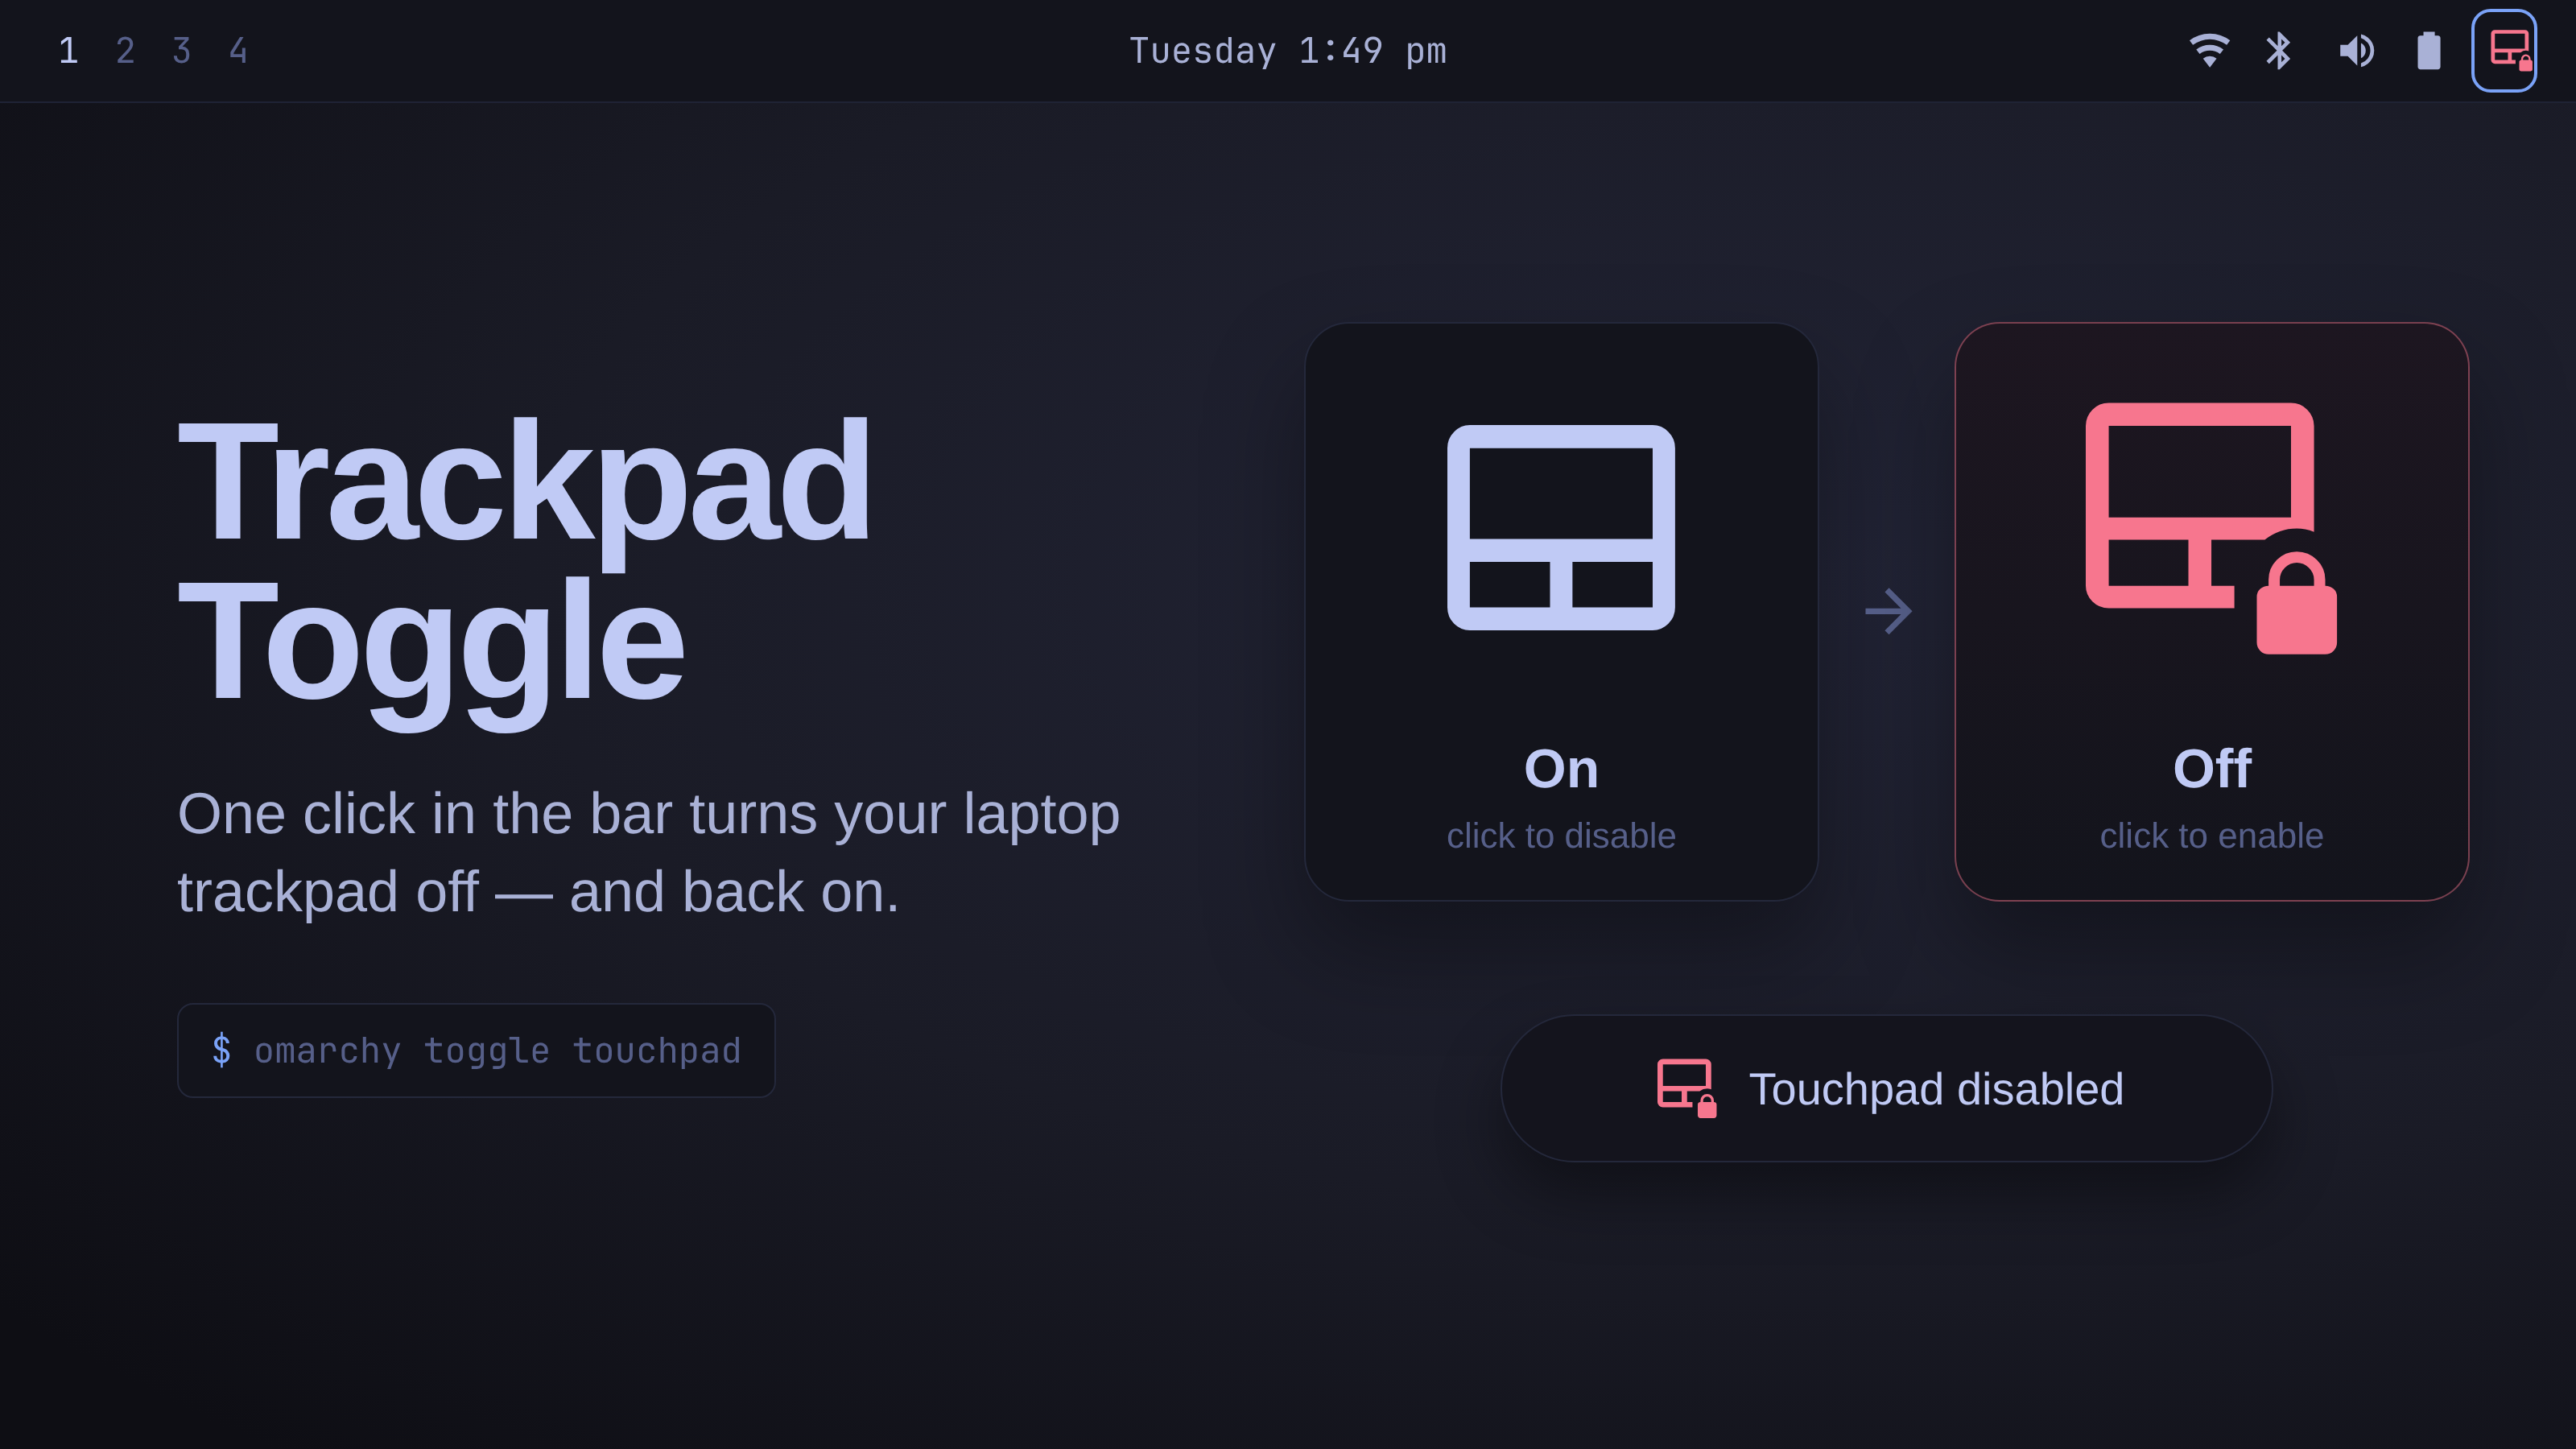 1 2 3 4
Tuesday 1:49 pm
Trackpad
Toggle
One click in the bar turns your laptop
trackpad off — and back on.
$ omarchy toggle touchpad
On
click to disable
Off
click to enable
Touchpad disabled